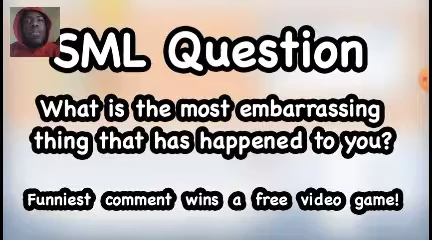 SML Question
What is the most embarrassing
thing that has happened to you?
Funniest comment wins a free video game!